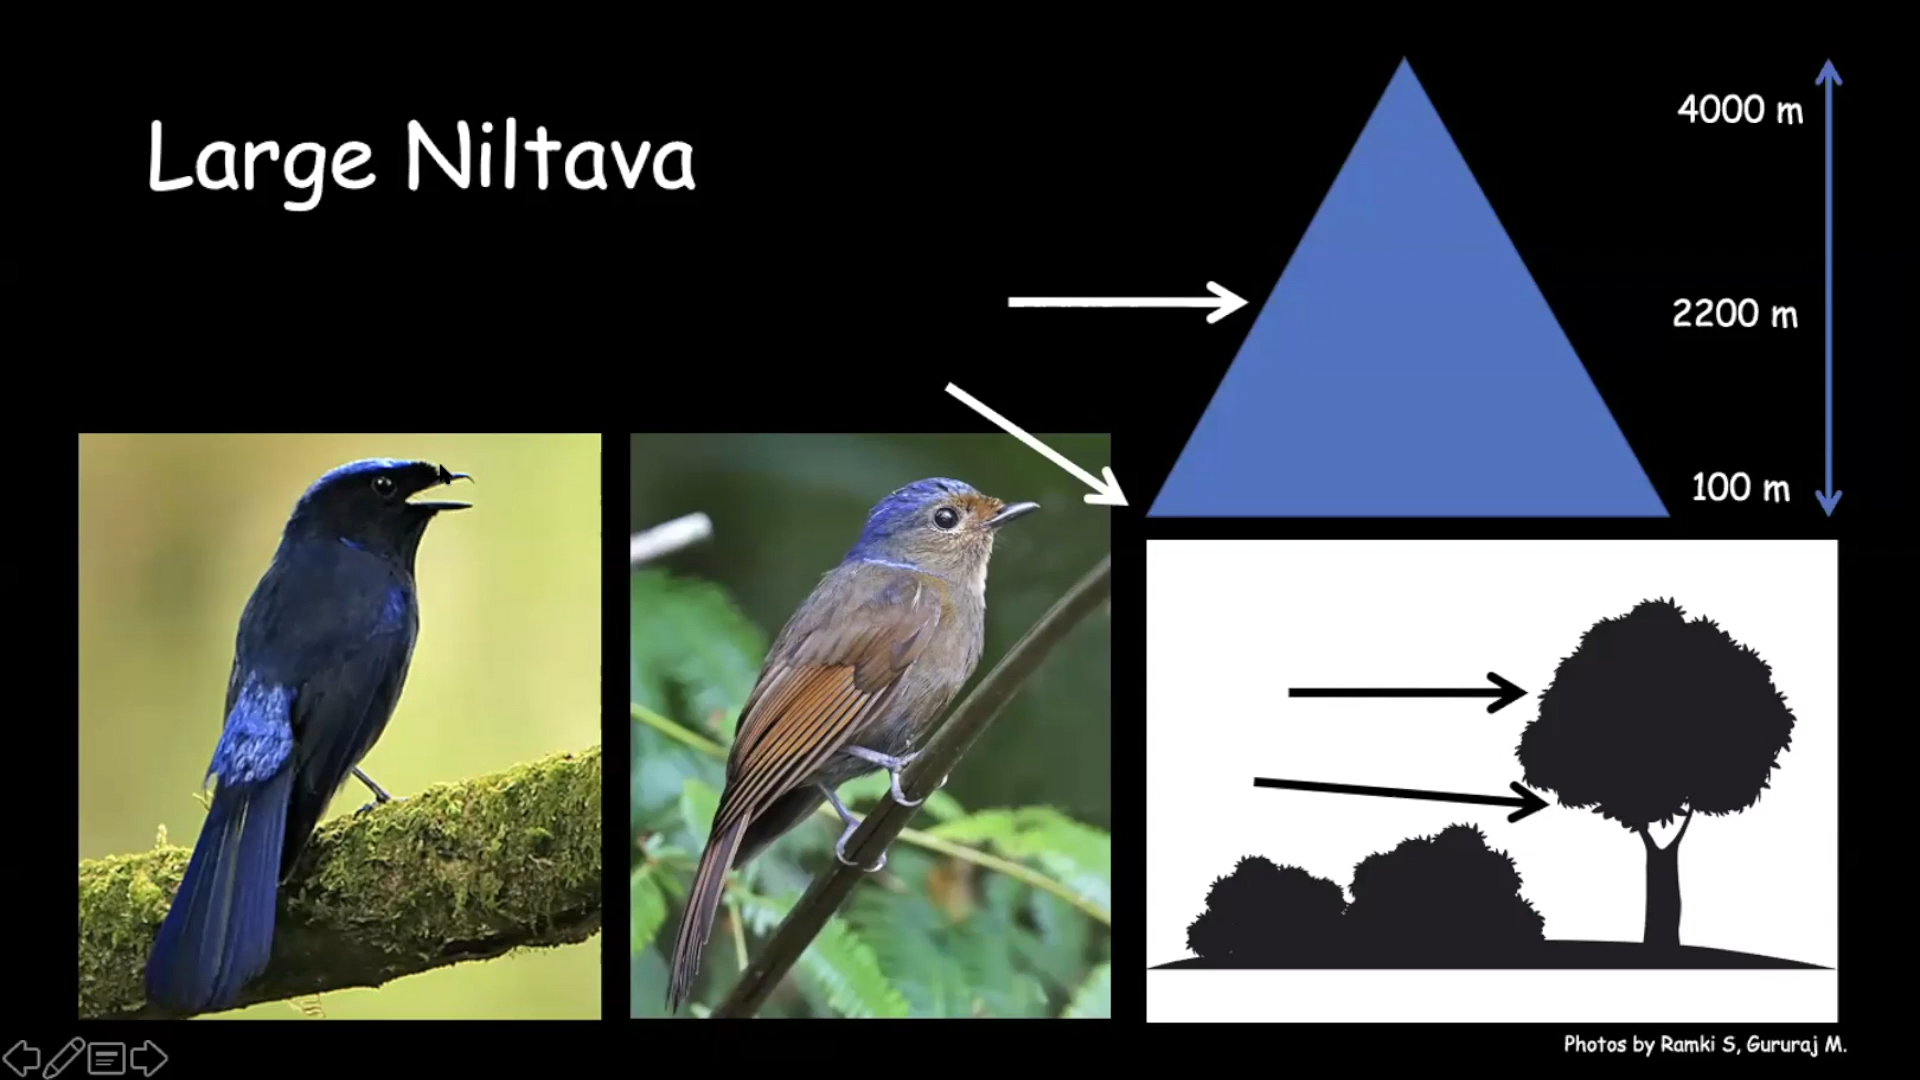 Large Niltava
4000 m
2200 m
100 m
Photos by Ramki S, Gururaj M.